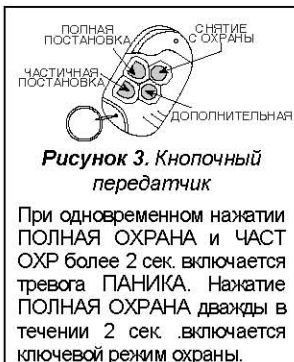 ПОЛНАЯ
ПОСТАНОВКА
СНЯТИЕ
С ОХРАНЫ
ЧАСТИЧНАЯ
ПОСТАНОВКА
ДОПОЛНИТЕЛЬНАЯ
Рисунок 3. Кнопочный
передатчик
При одновременном нажатии
ПОЛНАЯ ОХРАНА и ЧАСТ
ОХР более 2 сек. включается
тревога ПАНИКА. Нажатие
ПОЛНАЯ ОХРАНА дважды в
течении 2 сек .включается
ключевой режим охраны.